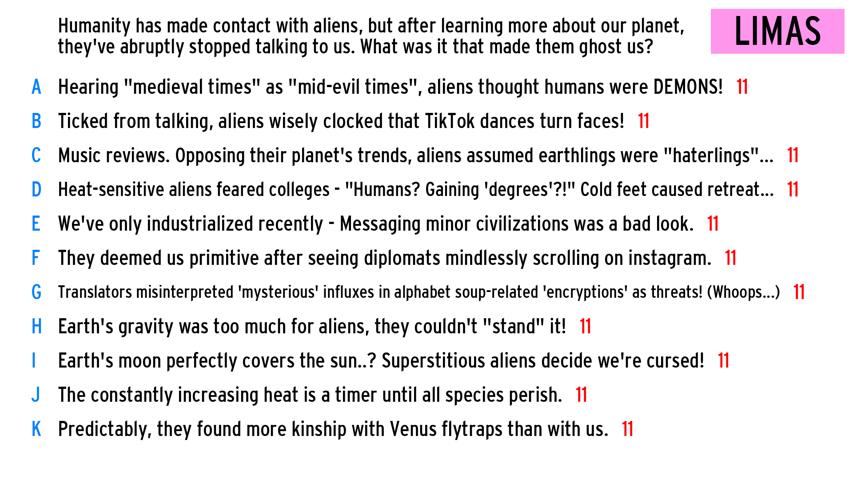 Humanity has made contact with aliens, but after learning more about our planet,
they've abruptly stopped talking to us. What was it that made them ghost us?
LIMAS
A Hearing "medieval times" as "mid-evil times", aliens thought humans were DEMONS! 11
B Ticked from talking, aliens wisely clocked that TikTok dances turn faces! 11
C Music reviews. Opposing their planet's trends, aliens assumed earthlings were "haterlings"... 11
D Heat-sensitive aliens feared colleges - "Humans? Gaining 'degrees'?!" Cold feet caused retreat... 11
E We've only industrialized recently - Messaging minor civilizations was a bad look. 11
F They deemed us primitive after seeing diplomats mindlessly scrolling on instagram. 11
G Translators misinterpreted 'mysterious' influxes in alphabet soup-related 'encryptions' as threats! (Whoops...) 11
H Earth's gravity was too much for aliens, they couldn't "stand" it! 11
I Earth's moon perfectly covers the sun..? Superstitious aliens decide we're cursed! 11
J The constantly increasing heat is a timer until all species perish. 11
K Predictably, they found more kinship with Venus flytraps than with us. 11